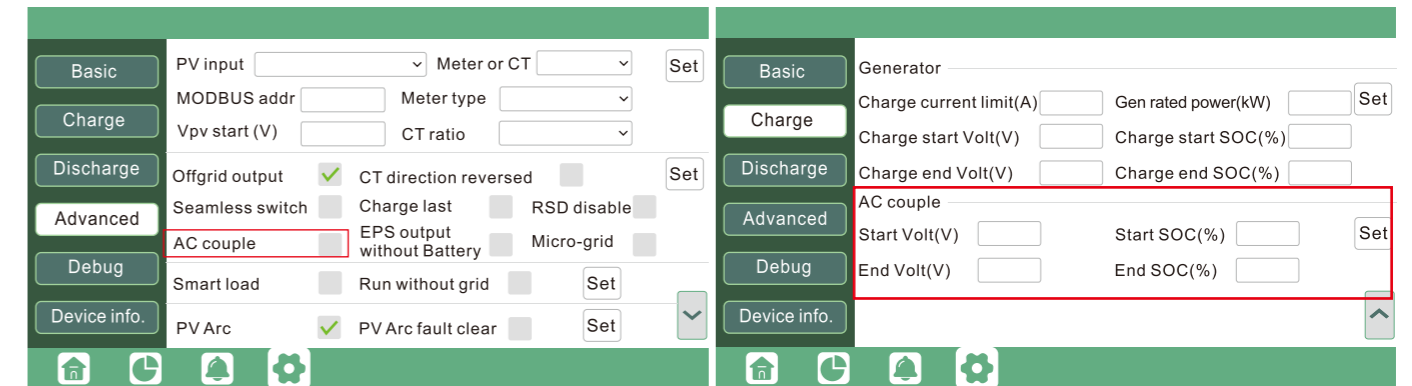 Basic
Charge
Discharge
Advanced
Debug
Device info.
PV input Meter or CT Set
MODBUS addr Meter type
Vpv start (V) CT ratio
Offgrid output CT direction reversed Set
Seamless switch Charge last RSD disable
AC couple EPS output without Battery Micro-grid
Smart load Run without grid Set
PV Arc PV Arc fault clear Set
Basic
Charge
Discharge
Advanced
Debug
Device info.
Generator
Charge current limit(A) Gen rated power(kW) Set
Charge start Volt(V) Charge start SOC(%)
Charge end Volt(V) Charge end SOC(%)
AC couple
Start Volt(V) Start SOC(%) Set
End Volt(V) End SOC(%)